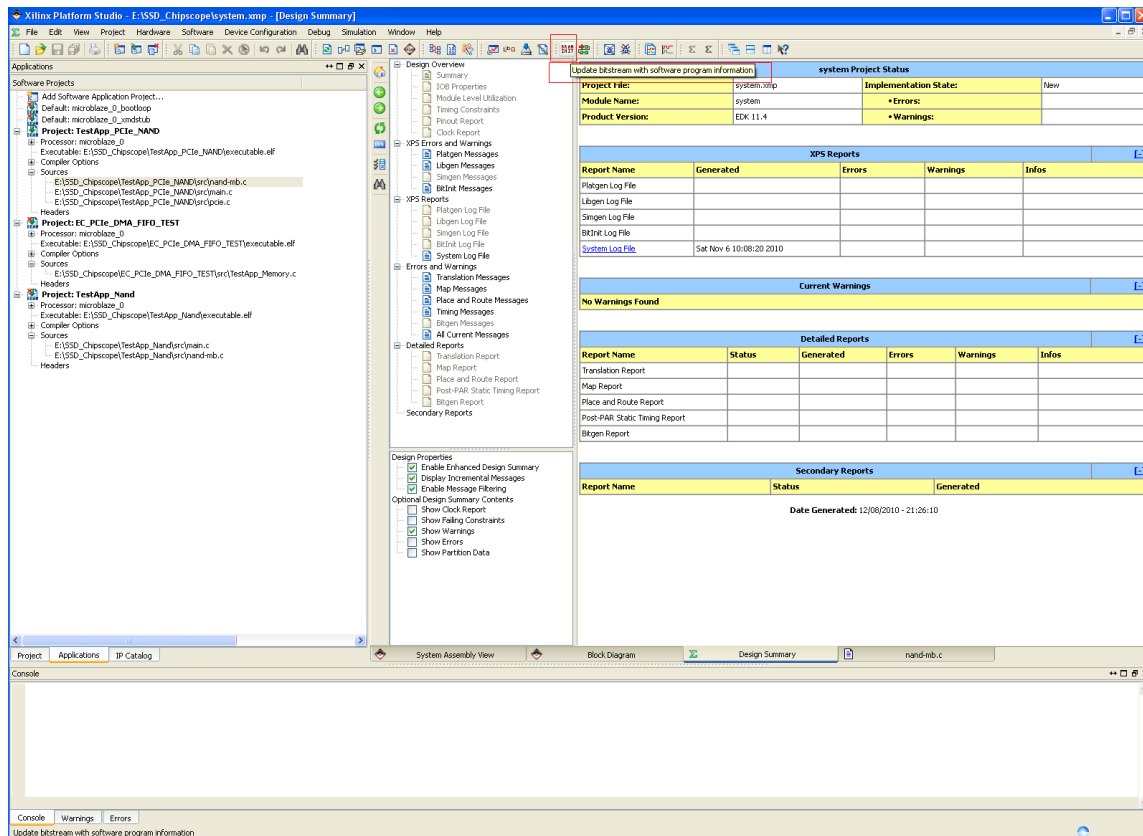 Xilinx Platform Studio - E:\SSD_Chipscope\system.xmp - [Design Summary]
File Edit View Project Hardware Software Device Configuration Debug Simulation Window Help
Applications
Software Projects
Add Software Application Project...
Default: microblaze_0_bootloop
Default: microblaze_0_xmdstub
Project: TestApp_PCIe_NAND
Processor: microblaze_0
Executable: E:\SSD_Chipscope\TestApp_PCIe_NAND\executable.elf
Compiler Options
Sources
E:\SSD_Chipscope\TestApp_PCIe_NAND\src\nand-mb.c
E:\SSD_Chipscope\TestApp_PCIe_NAND\src\main.c
E:\SSD_Chipscope\TestApp_PCIe_NAND\src\pcie.c
Headers
Project: EC_PCIe_DMA_FIFO_TEST
Processor: microblaze_0
Executable: E:\SSD_Chipscope\EC_PCIe_DMA_FIFO_TEST\executable.elf
Compiler Options
Sources
E:\SSD_Chipscope\EC_PCIe_DMA_FIFO_TEST\src\TestApp_Memory.c
Headers
Project: TestApp_Nand
Processor: microblaze_0
Executable: E:\SSD_Chipscope\TestApp_Nand\executable.elf
Compiler Options
Sources
E:\SSD_Chipscope\TestApp_Nand\src\main.c
E:\SSD_Chipscope\TestApp_Nand\src\nand-mb.c
Headers
Project Applications IP Catalog
Design Overview
Summary
IOB Properties
Module Level Utilization
Timing Constraints
Pinout Report
Clock Report
XPS Errors and Warnings
Platgen Messages
Libgen Messages
Simgen Messages
BitInit Messages
XPS Reports
Platgen Log File
Libgen Log File
Simgen Log File
BitInit Log File
System Log File
Errors and Warnings
Translation Messages
Map Messages
Place and Route Messages
Timing Messages
Bitgen Messages
All Current Messages
Detailed Reports
Translation Report
Map Report
Place and Route Report
Post-PAR Static Timing Report
Bitgen Report
Secondary Reports
Design Properties
Enable Enhanced Design Summary
Display Incremental Messages
Enable Message Filtering
Optional Design Summary Contents
Show Clock Report
Show Failing Constraints
Show Warnings
Show Errors
Show Partition Data
Update bitstream with software program information
system Project Status
Project File: system.xmp Implementation State: New
Module Name: system • Errors:
Product Version: EDK 11.4 • Warnings:
XPS Reports [-]
Report Name Generated Errors Warnings Infos
Platgen Log File
Libgen Log File
Simgen Log File
BitInit Log File
System Log File Sat Nov 6 10:08:20 2010
Current Warnings [-]
No Warnings Found
Detailed Reports [-]
Report Name Status Generated Errors Warnings Infos
Translation Report
Map Report
Place and Route Report
Post-PAR Static Timing Report
Bitgen Report
Secondary Reports [-]
Report Name Status Generated
Date Generated: 12/08/2010 - 21:26:10
System Assembly View Block Diagram Design Summary nand-mb.c
Console
Console Warnings Errors
Update bitstream with software program information